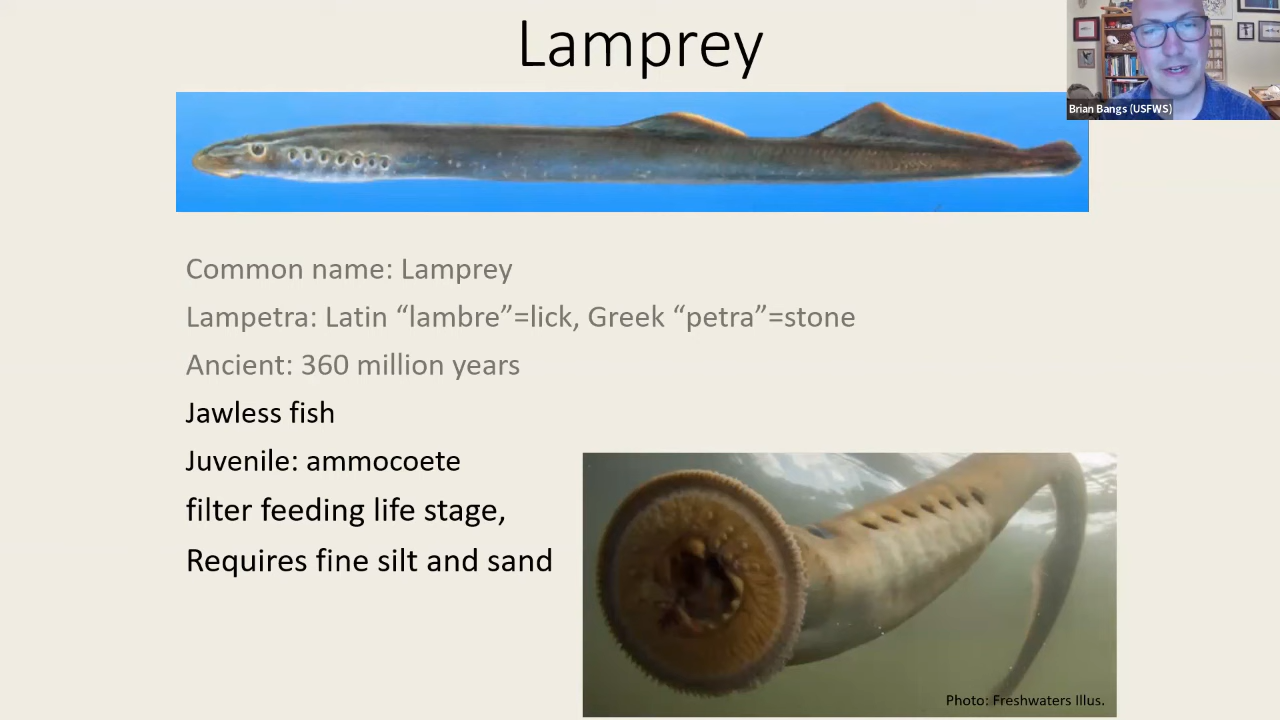 Lamprey
Brian Bangs (USFWS)
Common name: Lamprey
Lampetra: Latin “lambre”=lick, Greek “petra”=stone
Ancient: 360 million years
Jawless fish
Juvenile: ammocoete
filter feeding life stage,
Requires fine silt and sand
Photo: Freshwaters Illus.